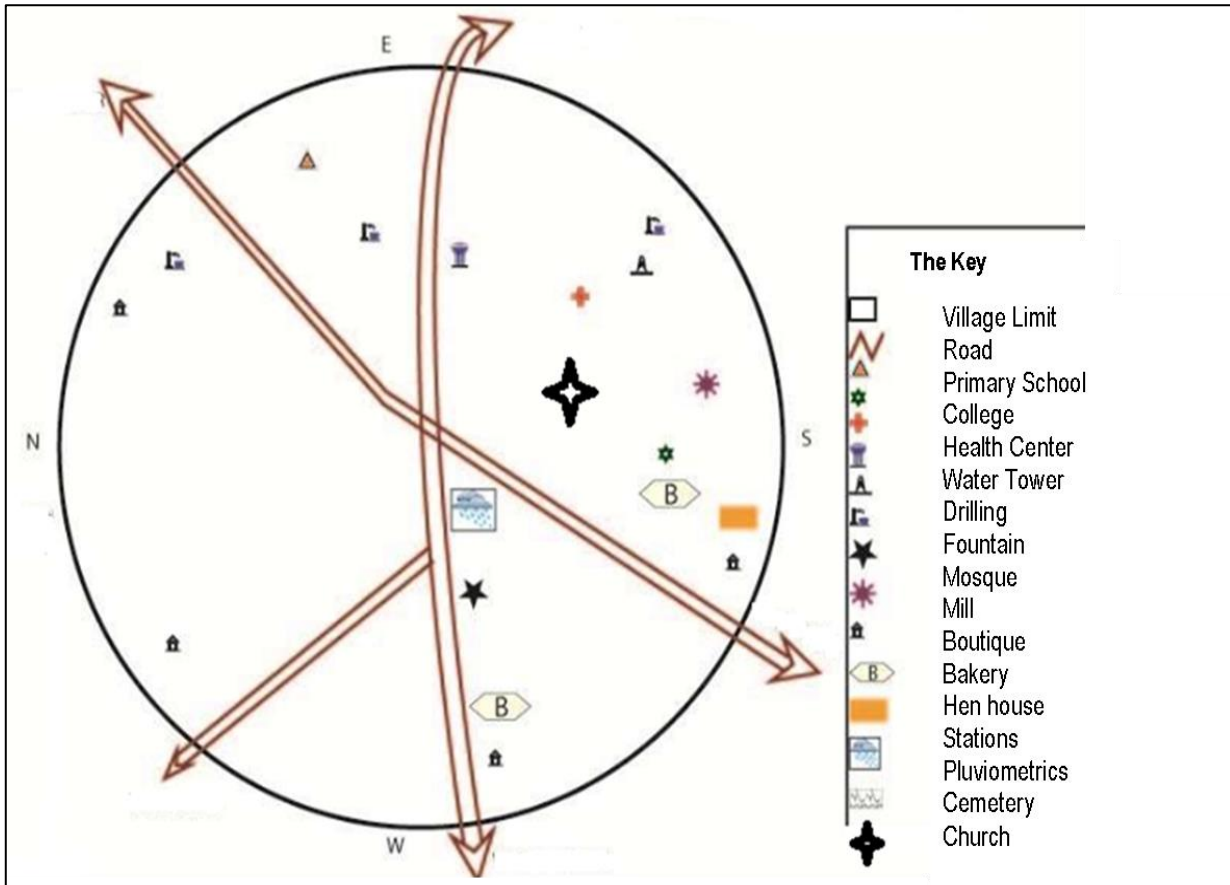 E
N
S
B
B
W
The Key
Village Limit
Road
Primary School
College
Health Center
Water Tower
Drilling
Fountain
Mosque
Mill
Boutique
B
Bakery
Hen house
Stations
Pluviometrics
Cemetery
Church